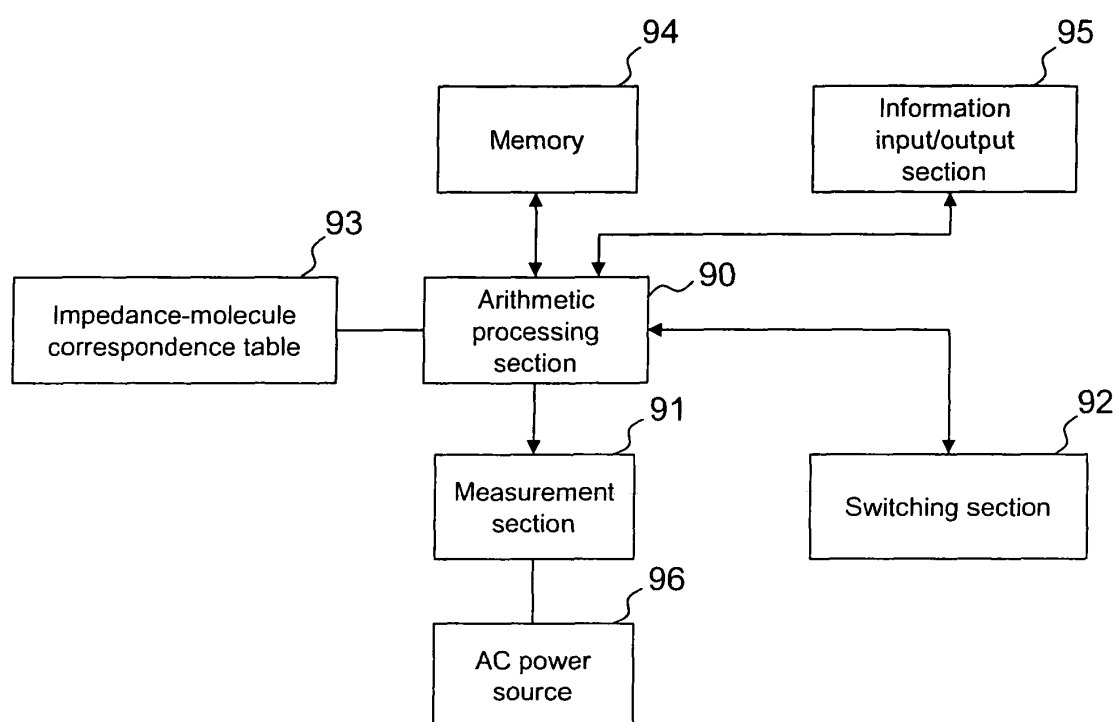 94
95
Memory
Information
input/output
section
93
90
Impedance-molecule
correspondence table
Arithmetic
processing
section
91
92
Measurement
section
Switching section
96
AC power
source